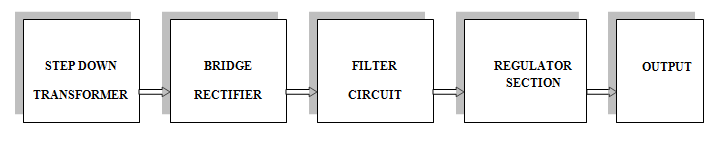 STEP DOWN
TRANSFORMER
BRIDGE
RECTIFIER
FILTER
CIRCUIT
REGULATOR
SECTION
OUTPUT